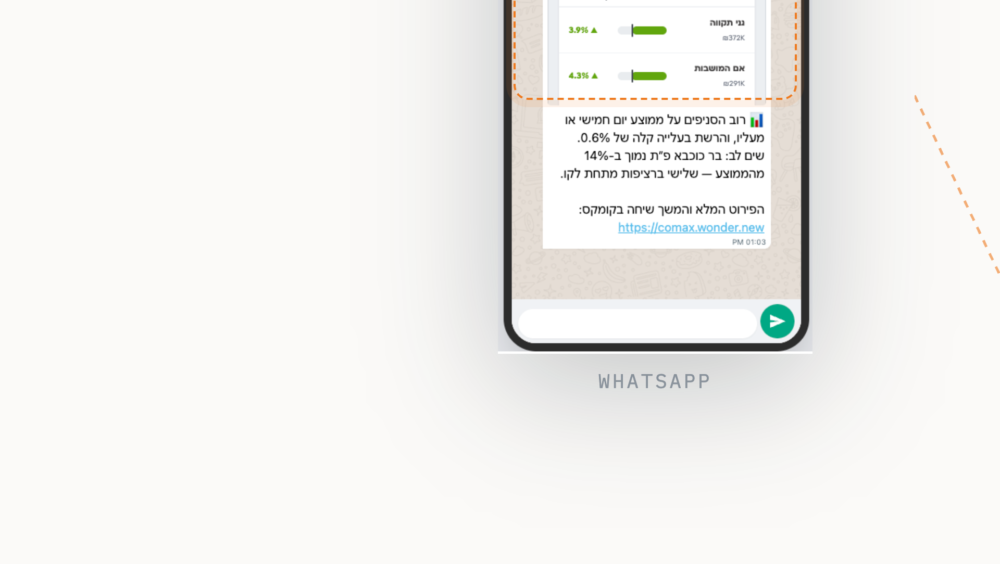 גני תקווה
₪372K
3.9% ▲
אם המושבות
₪291K
4.3% ▲
📊 רוב הסניפים על ממוצע יום חמישי או
מעליו, והרשת בעלייה קלה של 0.6%.
שים לב: בר כוכבא פ״ת נמוך ב-14%
מהממוצע — שלישי ברציפות מתחת לקו.
הפירוט המלא והמשך שיחה בקומקס:
https://comax.wonder.new
PM 01:03
WHATSAPP